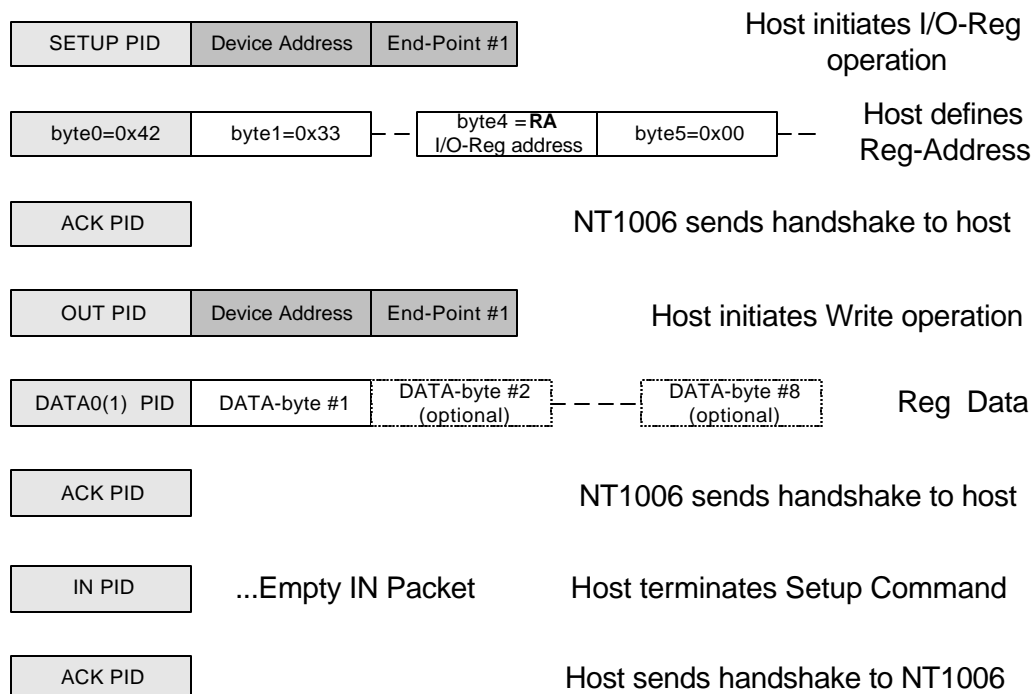 SETUP PID Device Address End-Point #1 Host initiates I/O-Reg
operation
byte0=0x42 byte1=0x33 byte4 =RA
I/O-Reg address byte5=0x00 Host defines
Reg-Address
ACK PID NT1006 sends handshake to host
OUT PID Device Address End-Point #1 Host initiates Write operation
DATA0(1) PID DATA-byte #1 DATA-byte #2
(optional) DATA-byte #8
(optional) Reg Data
ACK PID NT1006 sends handshake to host
IN PID ...Empty IN Packet Host terminates Setup Command
ACK PID Host sends handshake to NT1006